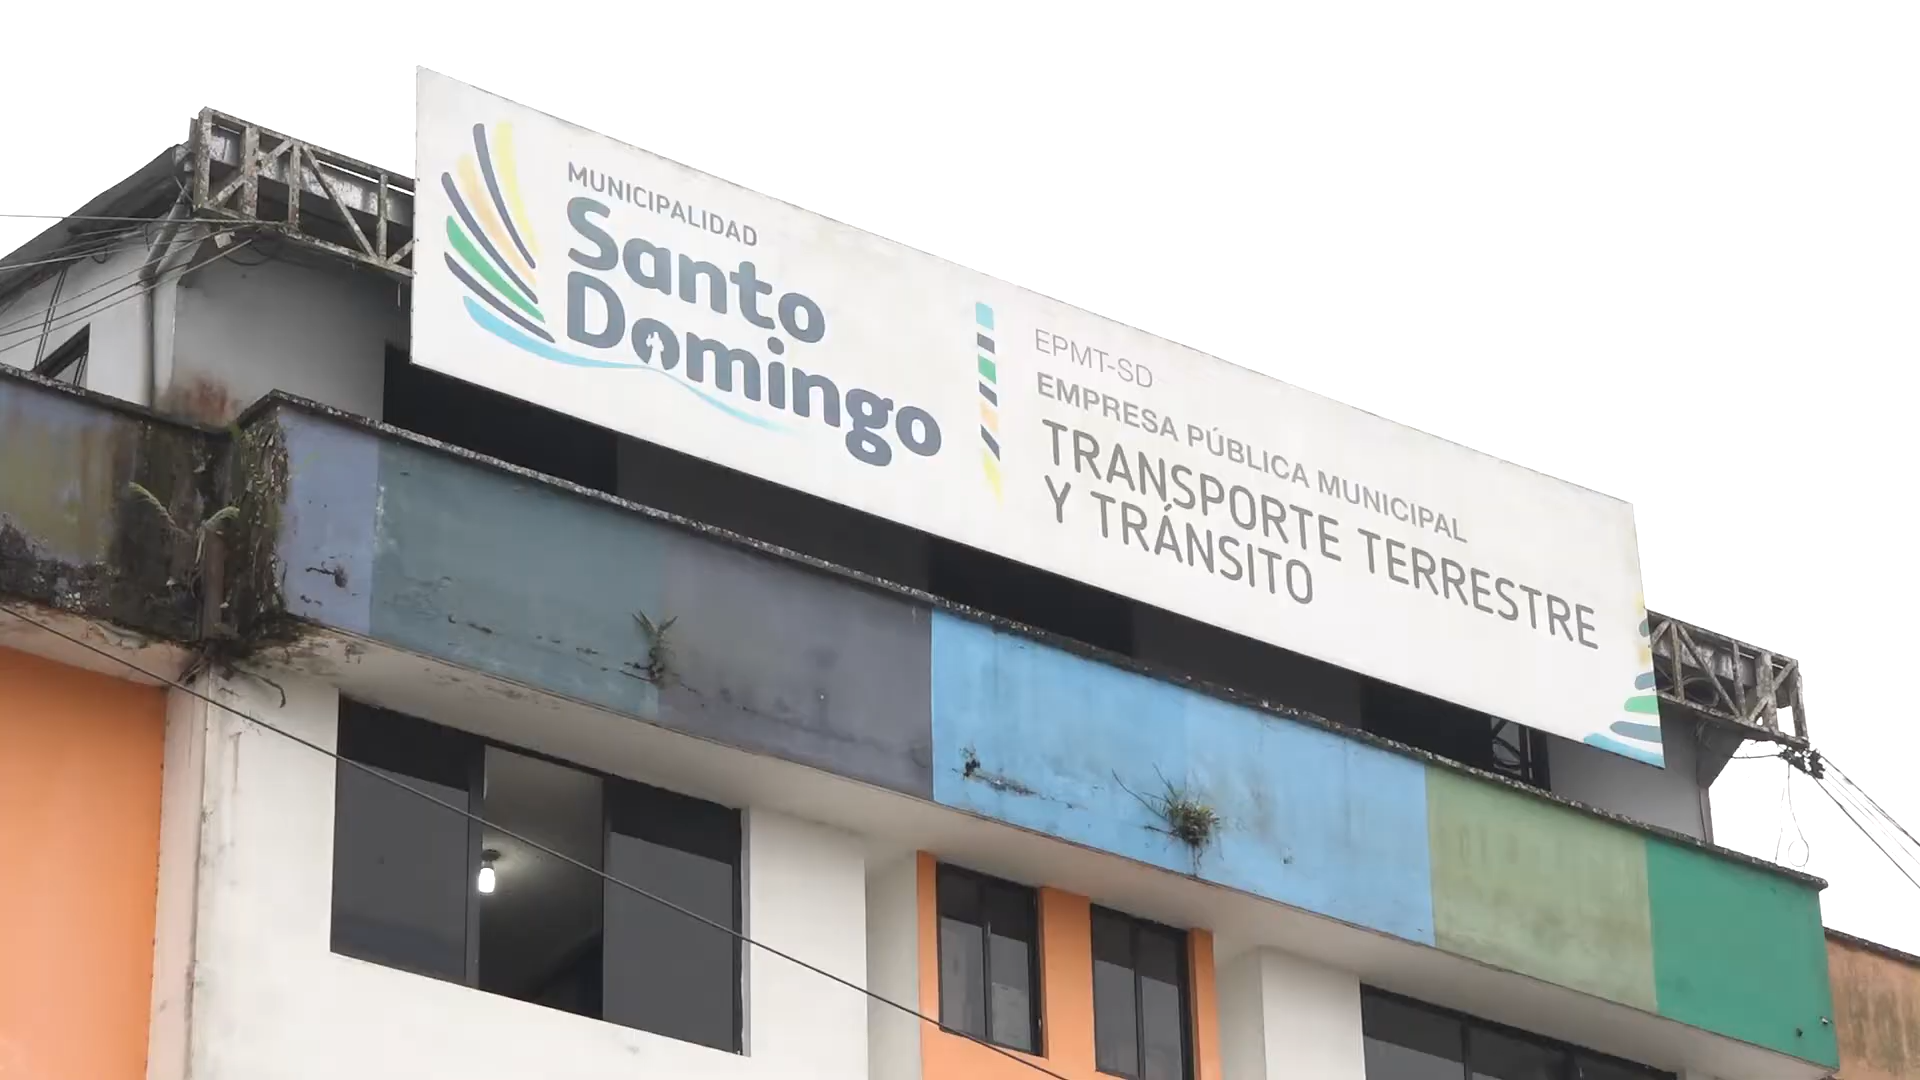 MUNICIPALIDAD
Santo
Domingo
EPMT-SD
EMPRESA PÚBLICA MUNICIPAL
TRANSPORTE TERRESTRE
Y TRÁNSITO